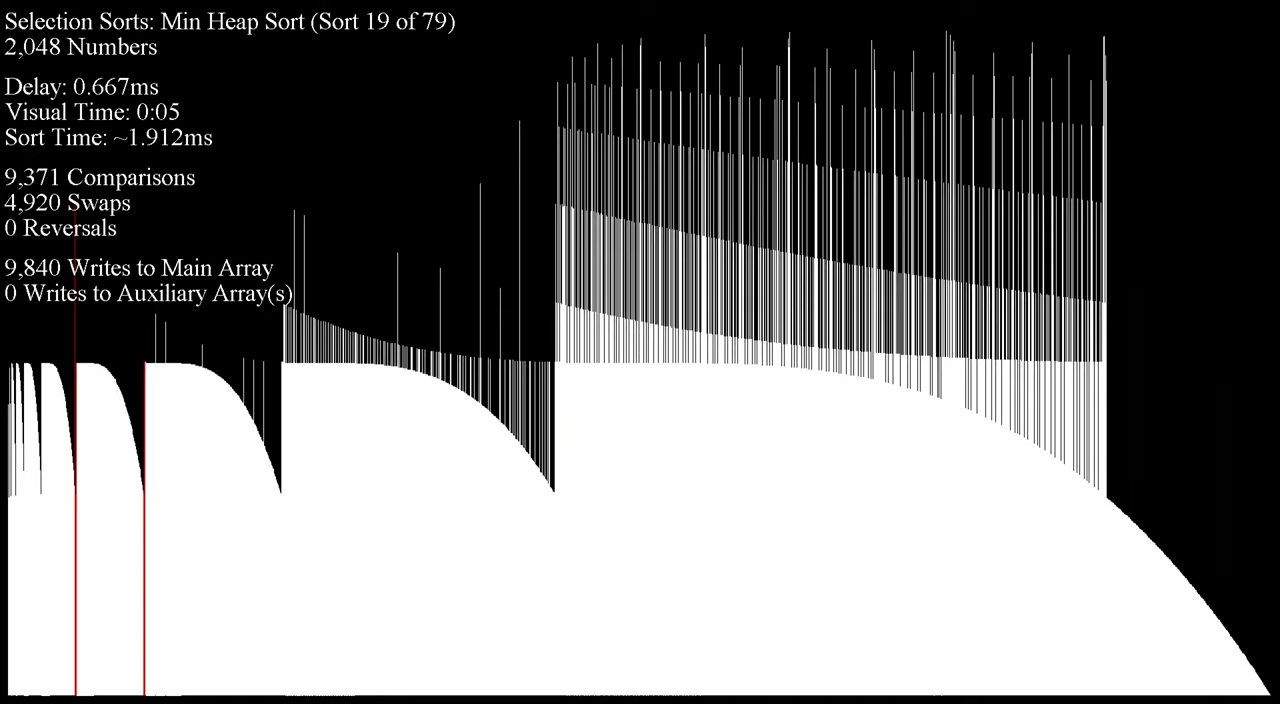 Selection Sorts: Min Heap Sort (Sort 19 of 79)
2,048 Numbers
Delay: 0.667ms
Visual Time: 0:05
Sort Time: ~1.912ms
9,371 Comparisons
4,920 Swaps
0 Reversals
9,840 Writes to Main Array
0 Writes to Auxiliary Array(s)